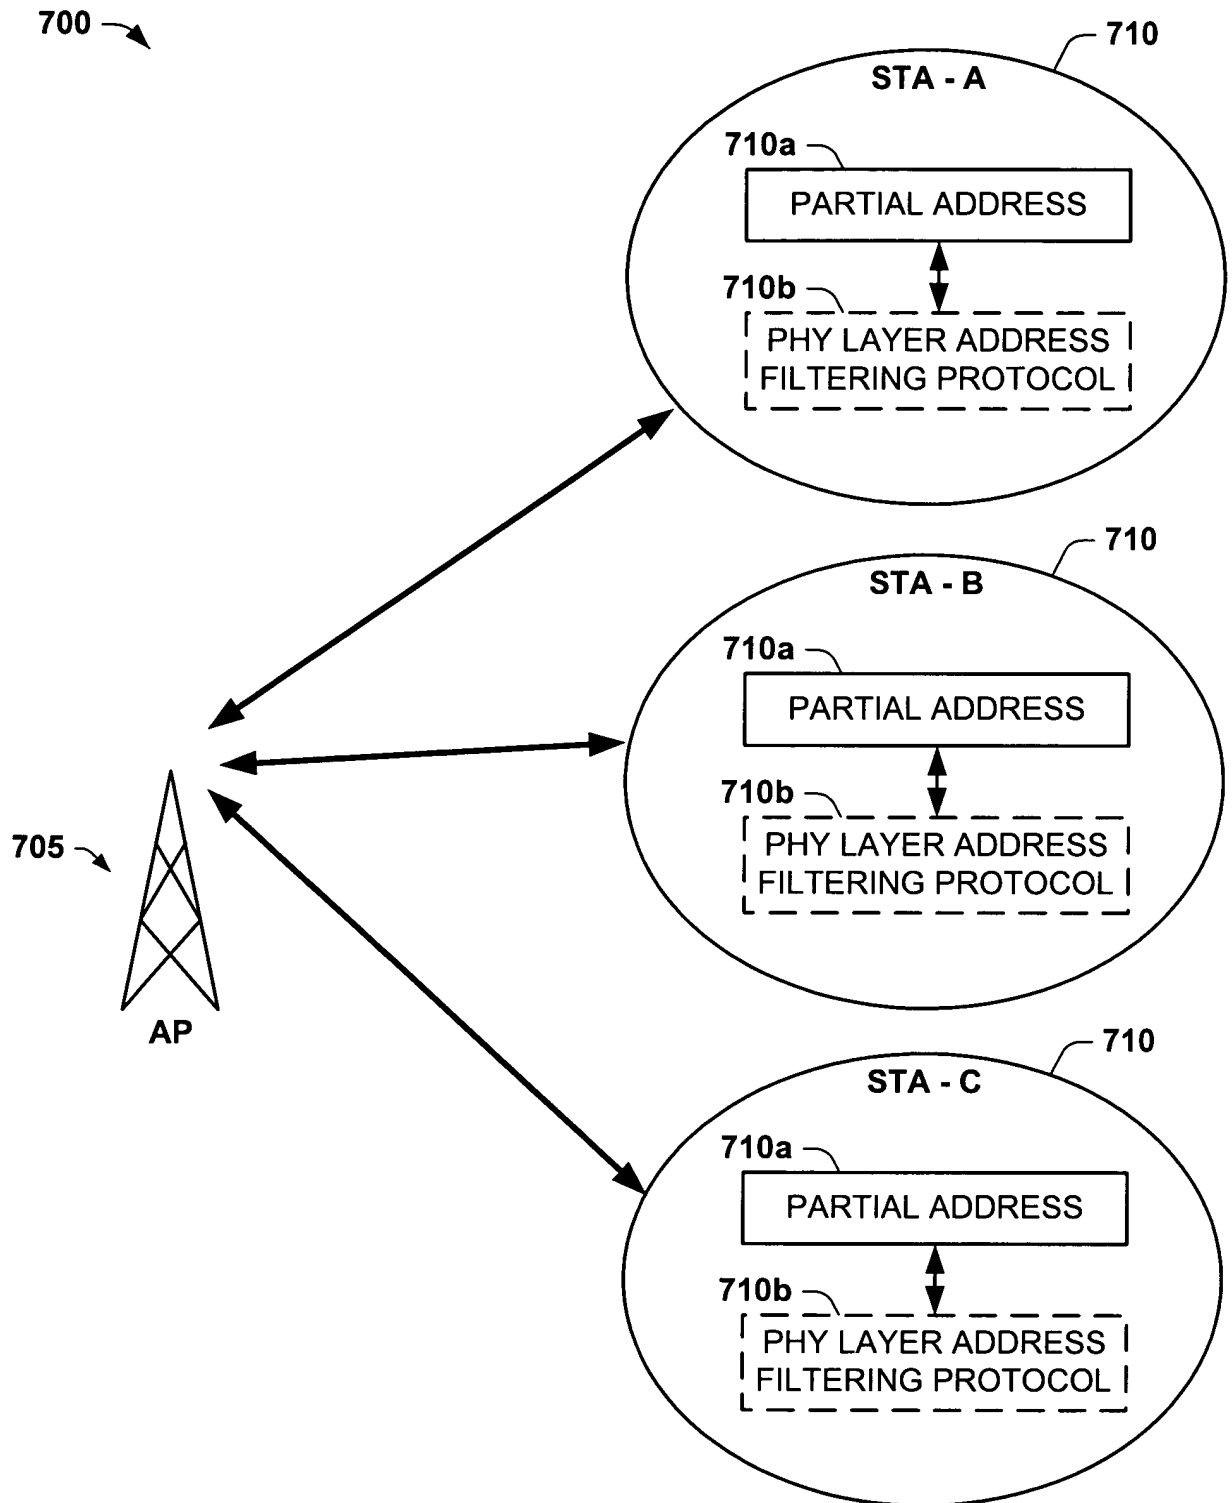 700
710
STA - A
710a
PARTIAL ADDRESS
710b
PHY LAYER ADDRESS
FILTERING PROTOCOL
710
STA - B
710a
PARTIAL ADDRESS
710b
PHY LAYER ADDRESS
FILTERING PROTOCOL
705
AP
710
STA - C
710a
PARTIAL ADDRESS
710b
PHY LAYER ADDRESS
FILTERING PROTOCOL